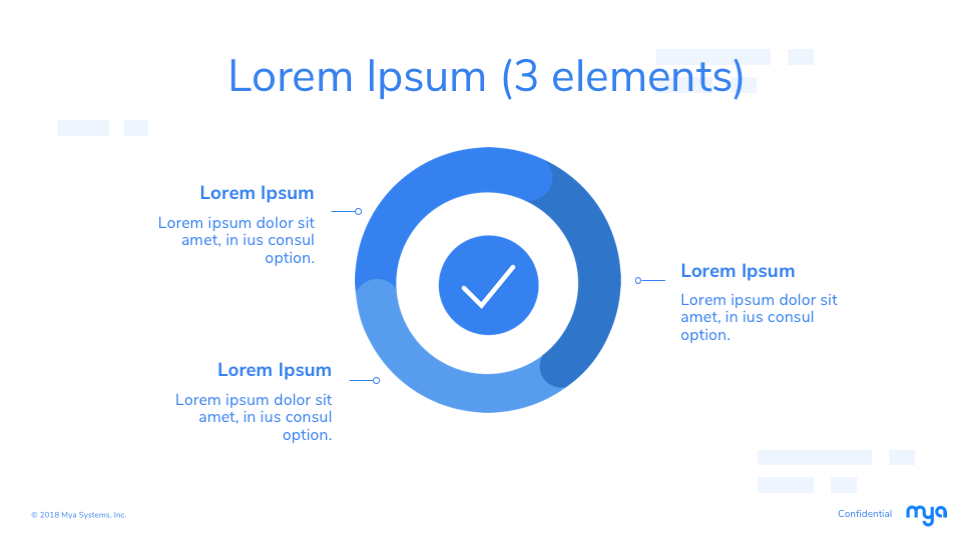 Lorem Ipsum (3 elements)
Lorem Ipsum
Lorem ipsum dolor sit
amet, in ius consul
option.
Lorem Ipsum
Lorem ipsum dolor sit
amet, in ius consul
option.
Lorem Ipsum
Lorem ipsum dolor sit
amet, in ius consul
option.
© 2018 Mya Systems, Inc.
Confidential
mya